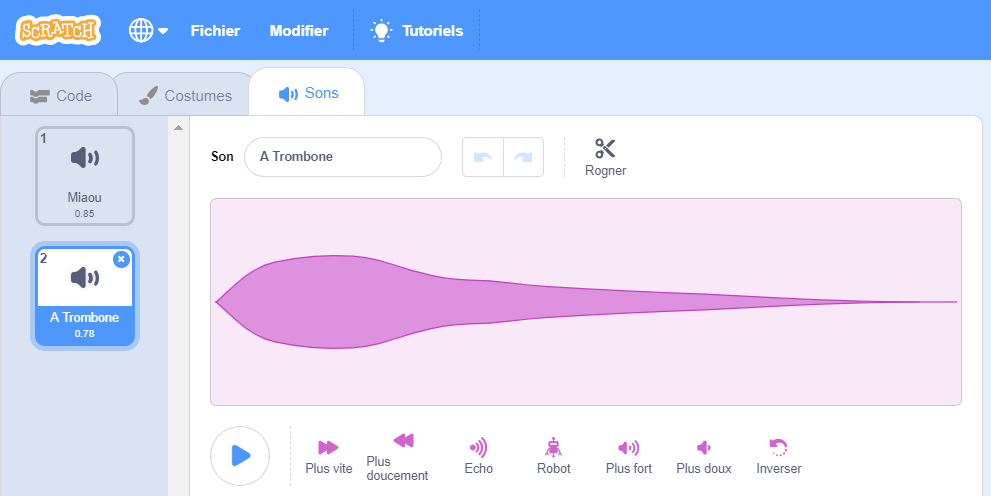 SCRATCH
Fichier
Modifier
Tutoriels
Code
Costumes
Sons
1
Miaou
0.85
2
A Trombone
0.78
Son
A Trombone
Rogner
Plus vite
Plus
doucement
Echo
Robot
Plus fort
Plus doux
Inverser